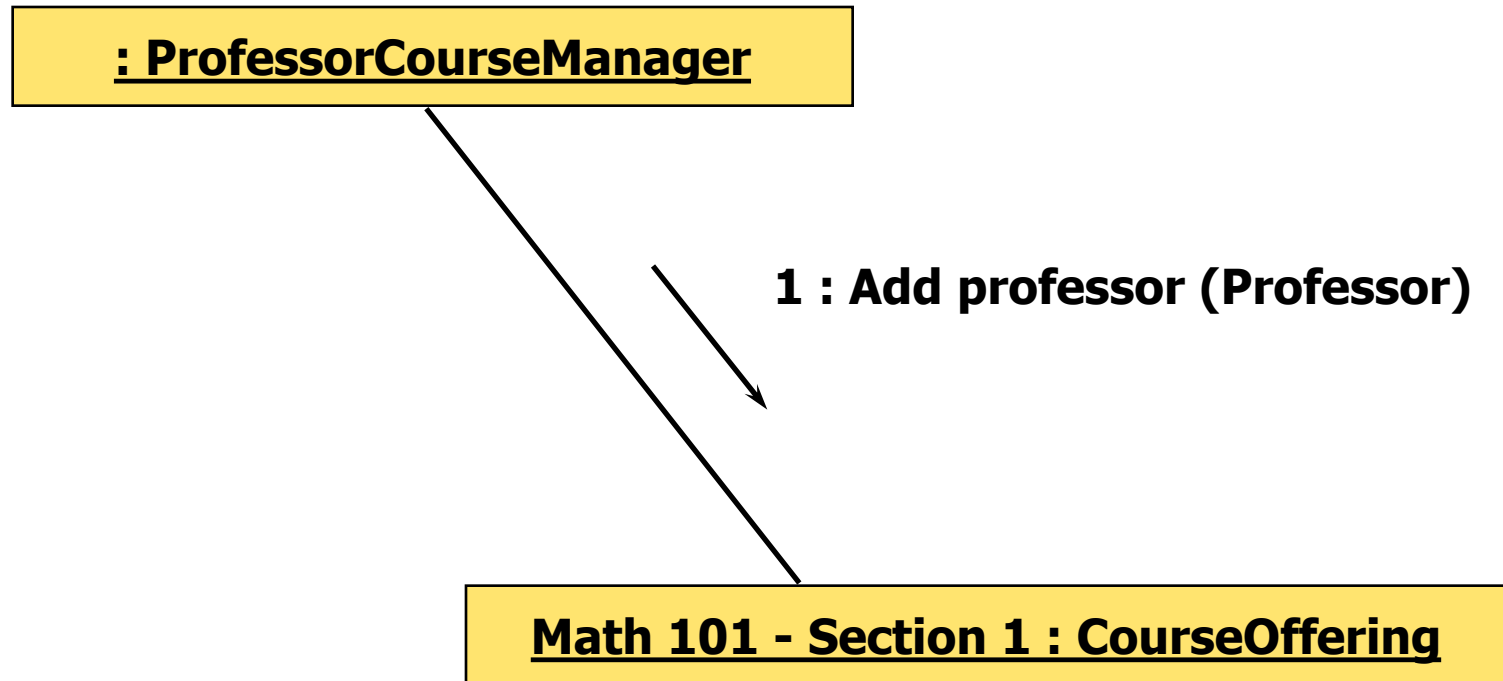 : ProfessorCourseManager
1 : Add professor (Professor)
Math 101 - Section 1 : CourseOffering